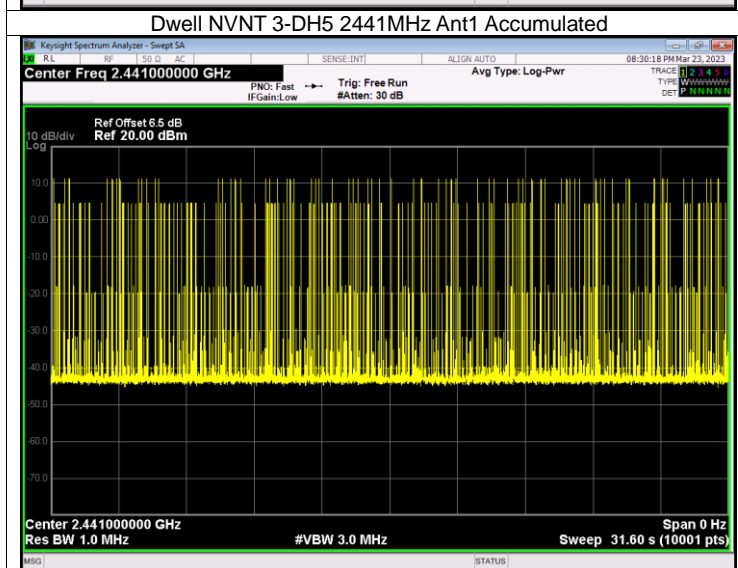 Dwell NVNT 3-DH5 2441MHz Ant1 Accumulated
Keysight Spectrum Analyzer - Swept SA
RL RF 50 Ω AC SENSE:INT ALIGN AUTO 08:30:18 PM Mar 23, 2023
Center Freq 2.441000000 GHz Avg Type: Log-Pwr TRACE 1 2 3 4 5 6
PNO: Fast Trig: Free Run TYPE WWWWWWW
IFGain:Low #Atten: 30 dB DET P N N N N N
Ref Offset 6.5 dB
10 dB/div Ref 20.00 dBm
Log
10.0
0.00
-10.0
-20.0
-30.0
-40.0
-50.0
-60.0
-70.0
Center 2.441000000 GHz Span 0 Hz
Res BW 1.0 MHz #VBW 3.0 MHz Sweep 31.60 s (10001 pts)
MSG STATUS